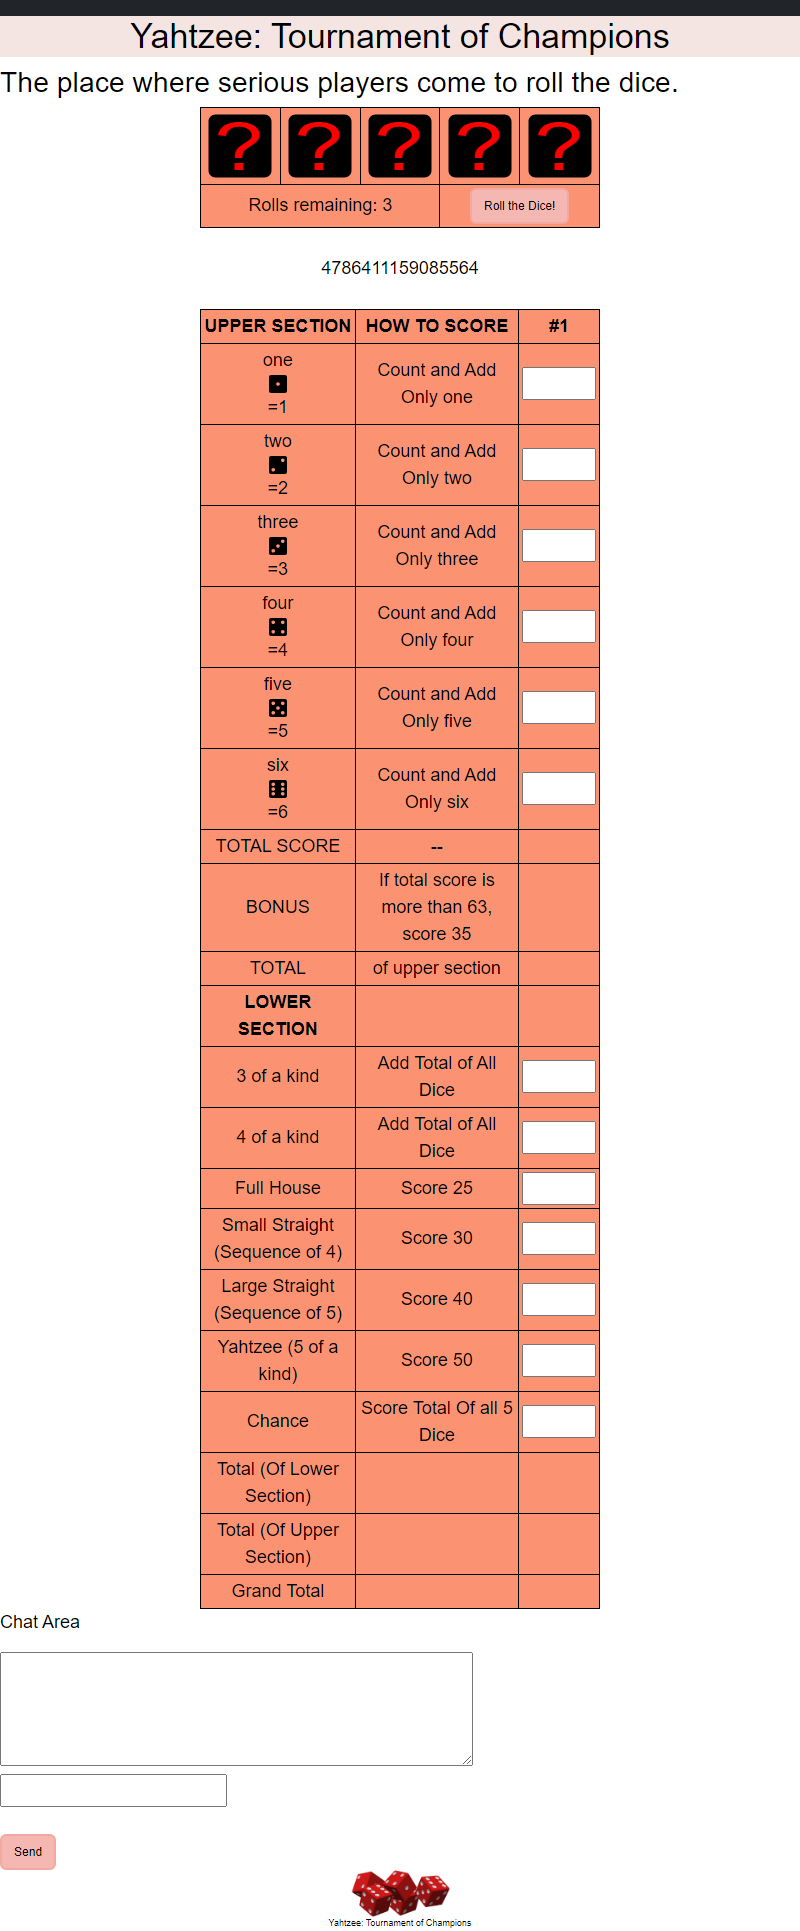 Yahtzee: Tournament of Champions
The place where serious players come to roll the dice.
? ? ? ? ?
Rolls remaining: 3 Roll the Dice!
4786411159085564
UPPER SECTION HOW TO SCORE #1
one
=1
Count and Add
Only one
two
=2
Count and Add
Only two
three
=3
Count and Add
Only three
four
=4
Count and Add
Only four
five
=5
Count and Add
Only five
six
=6
Count and Add
Only six
TOTAL SCORE --
BONUS
If total score is
more than 63,
score 35
TOTAL of upper section
LOWER
SECTION
3 of a kind
Add Total of All
Dice
4 of a kind
Add Total of All
Dice
Full House Score 25
Small Straight
(Sequence of 4)
Score 30
Large Straight
(Sequence of 5)
Score 40
Yahtzee (5 of a
kind)
Score 50
Chance
Score Total Of all 5
Dice
Total (Of Lower
Section)
Total (Of Upper
Section)
Grand Total
Chat Area
Send
Yahtzee: Tournament of Champions